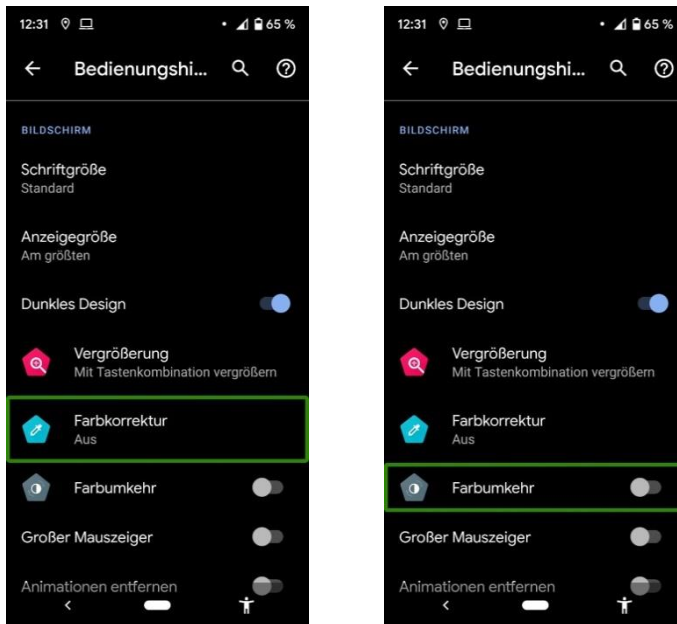 12:31 65 %
Bedienungshi...
BILDSCHIRM
Schriftgröße
Standard
Anzeigegröße
Am größten
Dunkles Design
Vergrößerung
Mit Tastenkombination vergrößern
Farbkorrektur
Aus
Farbumkehr
Großer Mauszeiger
Animationen entfernen
12:31 65 %
Bedienungshi...
BILDSCHIRM
Schriftgröße
Standard
Anzeigegröße
Am größten
Dunkles Design
Vergrößerung
Mit Tastenkombination vergrößern
Farbkorrektur
Aus
Farbumkehr
Großer Mauszeiger
Animationen entfernen